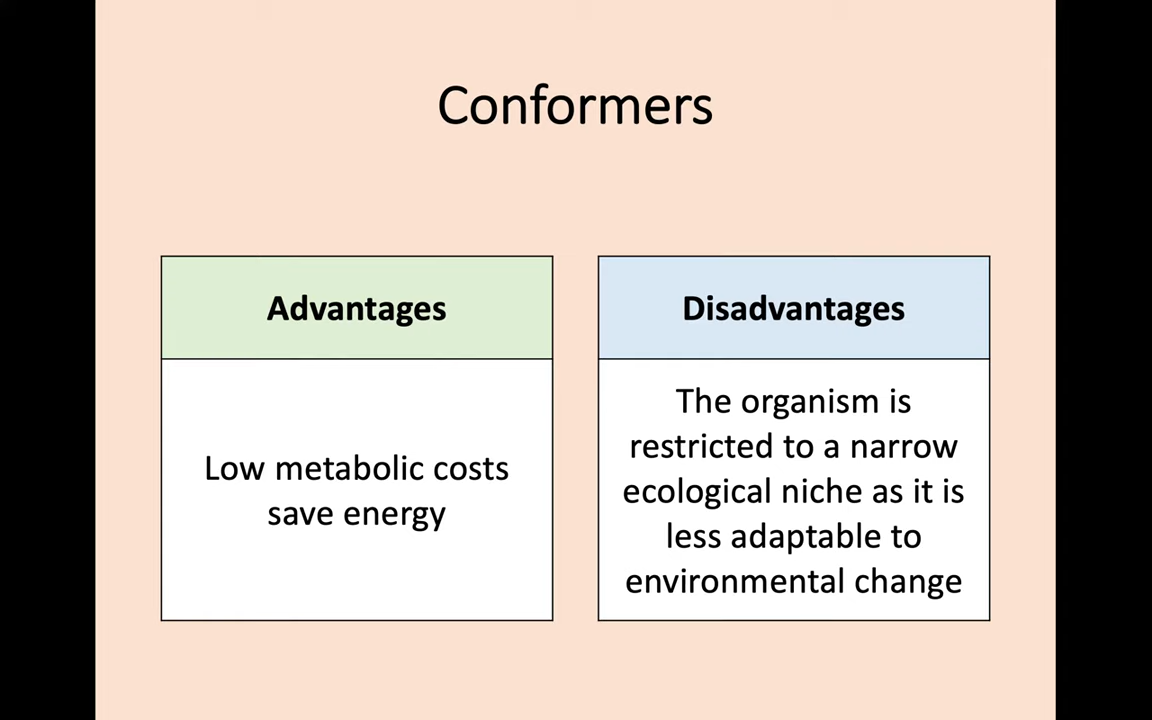 Conformers
Advantages
Low metabolic costs
save energy
Disadvantages
The organism is
restricted to a narrow
ecological niche as it is
less adaptable to
environmental change